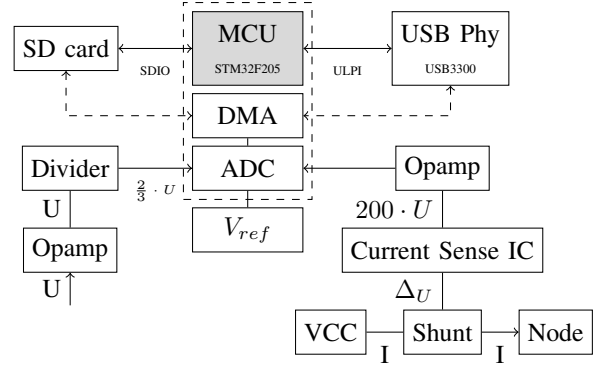 SD card
SDIO
MCU
STM32F205
ULPI
USB Phy
USB3300
DMA
Divider
2/3 · U
ADC
Opamp
U
V_ref
200 · U
Opamp
Current Sense IC
U
Δ_U
VCC
I
Shunt
I
Node